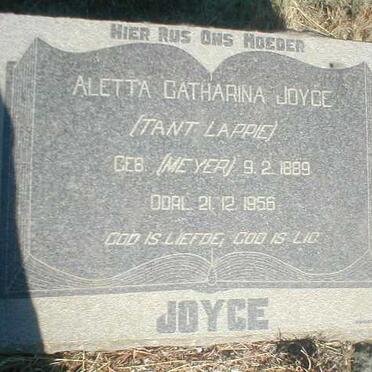 HIER RUS ONS MOEDER
ALETTA CATHARINA JOYCE
(TANT LAPPIE)
GEB. (MEYER) 9.2.1889
OORL. 21.12.1956
GOD IS LIEFDE, GOD IS LIG.
JOYCE